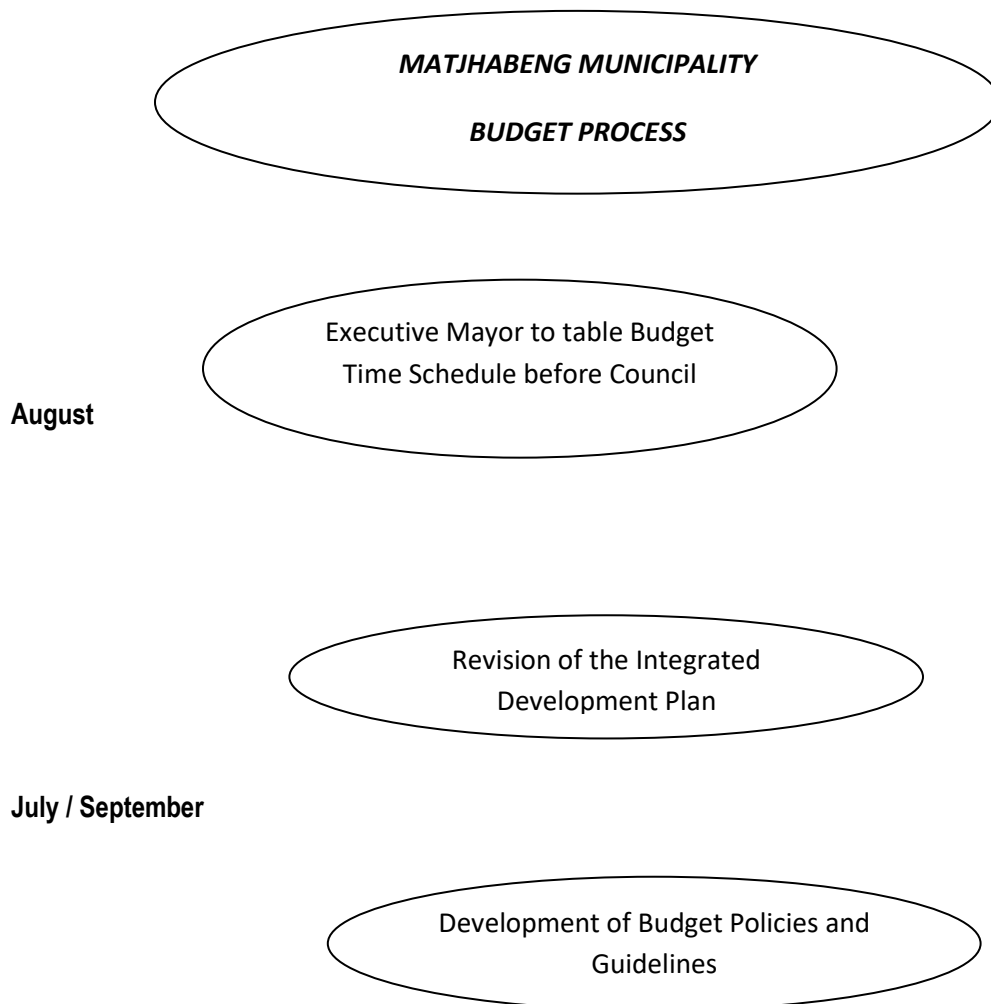 MATJHABENG MUNICIPALITY
BUDGET PROCESS
Executive Mayor to table Budget
Time Schedule before Council
August
Revision of the Integrated
Development Plan
July / September
Development of Budget Policies and
Guidelines